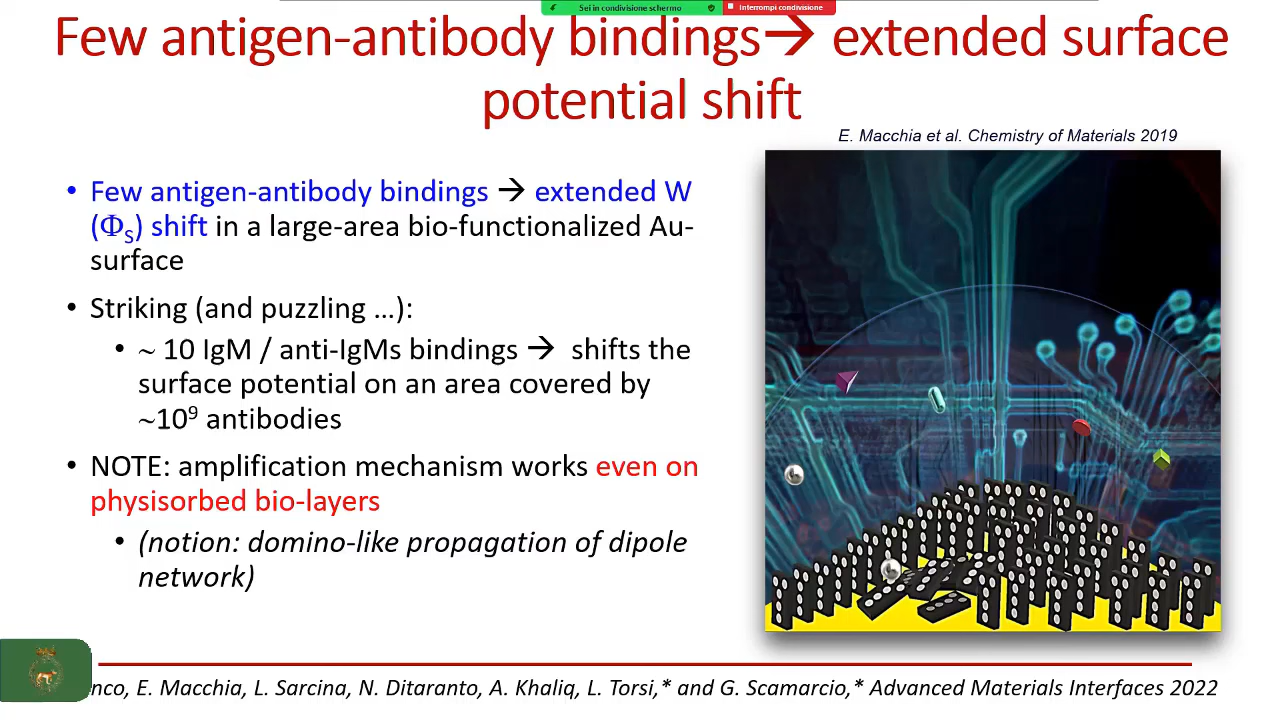 Sei in condivisione schermo
Interrompi condivisione
Few antigen-antibody bindings→ extended surface
potential shift
E. Macchia et al. Chemistry of Materials 2019
• Few antigen-antibody bindings → extended W
(Φ_S) shift in a large-area bio-functionalized Au-
surface
• Striking (and puzzling …):
• ~ 10 IgM / anti-IgMs bindings → shifts the
surface potential on an area covered by
~10⁹ antibodies
• NOTE: amplification mechanism works even on
physisorbed bio-layers
• (notion: domino-like propagation of dipole
network)
E. Macchia, L. Sarcina, N. Ditaranto, A. Khaliq, L. Torsi,* and G. Scamarcio,* Advanced Materials Interfaces 2022